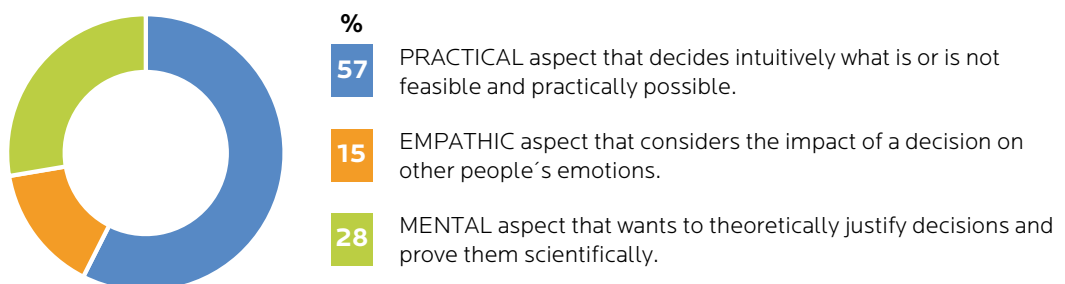 %
57
PRACTICAL aspect that decides intuitively what is or is not
feasible and practically possible.
15
EMPATHIC aspect that considers the impact of a decision on
other people´s emotions.
28
MENTAL aspect that wants to theoretically justify decisions and
prove them scientifically.